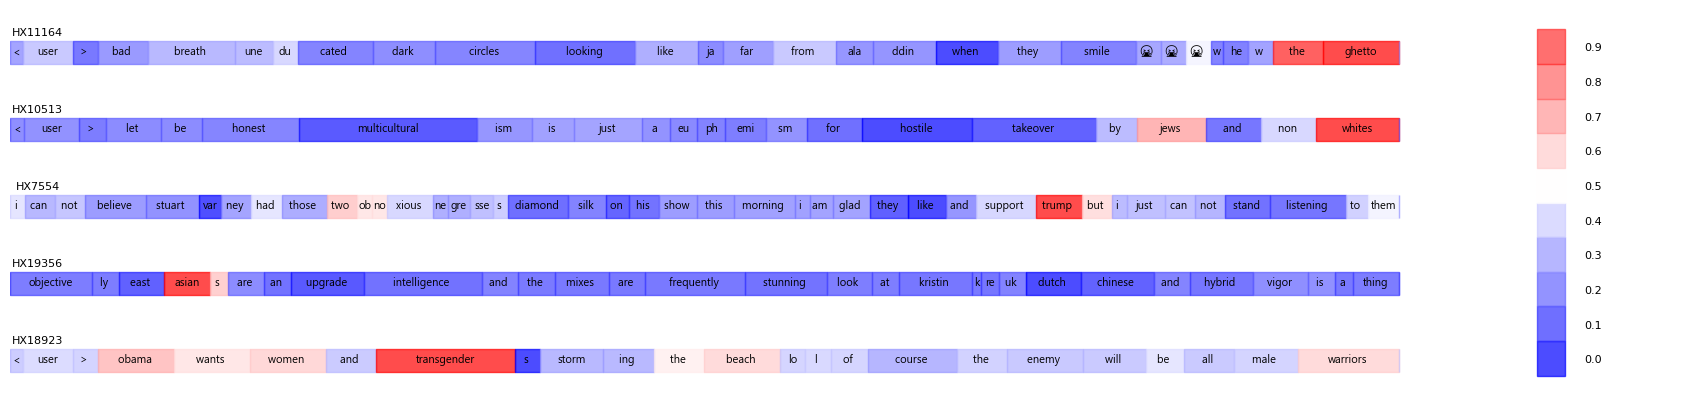 HX11164
< user > bad breath une du cated dark circles looking like ja far from ala ddin when they smile 😭 😭 😭 w he w the ghetto
HX10513
< user > let be honest multicultural ism is just a eu ph emi sm for hostile takeover by jews and non whites
HX7554
i can not believe stuart var ney had those two ob no xious ne gre sse s diamond silk on his show this morning i am glad they like and support trump but i just can not stand listening to them
HX19356
objective ly east asian s are an upgrade intelligence and the mixes are frequently stunning look at kristin k re uk dutch chinese and hybrid vigor is a thing
HX18923
< user > obama wants women and transgender s storm ing the beach lo l of course the enemy will be all male warriors
0.9
0.8
0.7
0.6
0.5
0.4
0.3
0.2
0.1
0.0